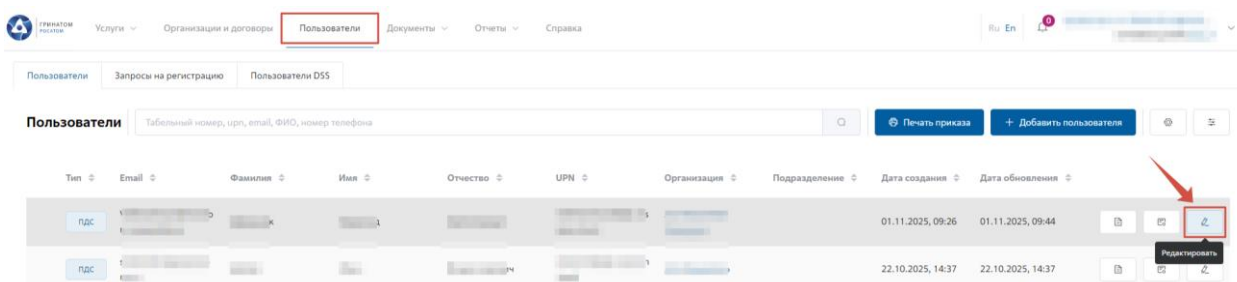 ГРИНАТОМ
РОСАТОМ
Услуги
Организации и договоры
Пользователи
Документы
Отчеты
Справка
Ru En
0
Пользователи
Запросы на регистрацию
Пользователи DSS
Пользователи
Табельный номер, upn, email, ФИО, номер телефона
Печать приказа
+ Добавить пользователя
Тип Email Фамилия Имя Отчество UPN Организация Подразделение Дата создания Дата обновления
ПДС 01.11.2025, 09:26 01.11.2025, 09:44
Редактировать
ПДС 22.10.2025, 14:37 22.10.2025, 14:37